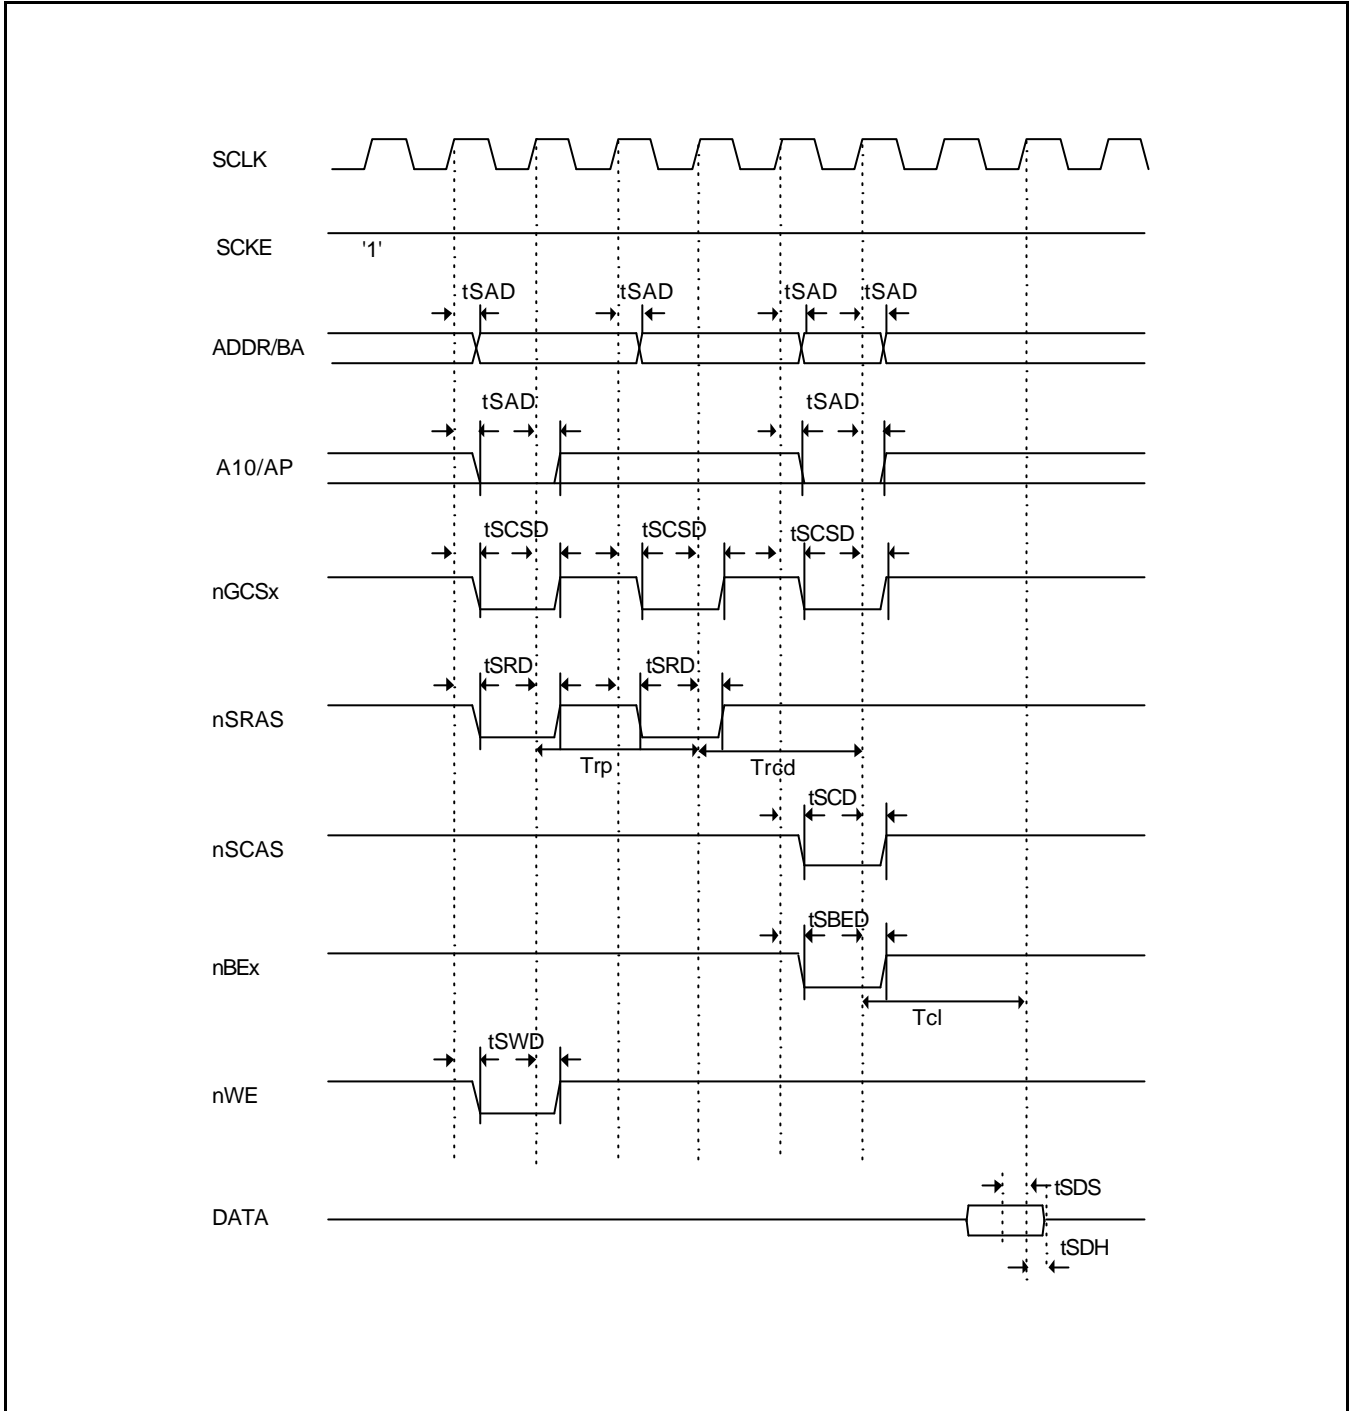 SCLK
SCKE '1'
tSAD tSAD tSAD tSAD
ADDR/BA
tSAD tSAD
A10/AP
tSCSD tSCSD tSCSD
nGCSx
tSRD tSRD
nSRAS
Trp Trcd
tSCD
nSCAS
tSBED
nBEx
Tcl
tSWD
nWE
tSDS
DATA
tSDH